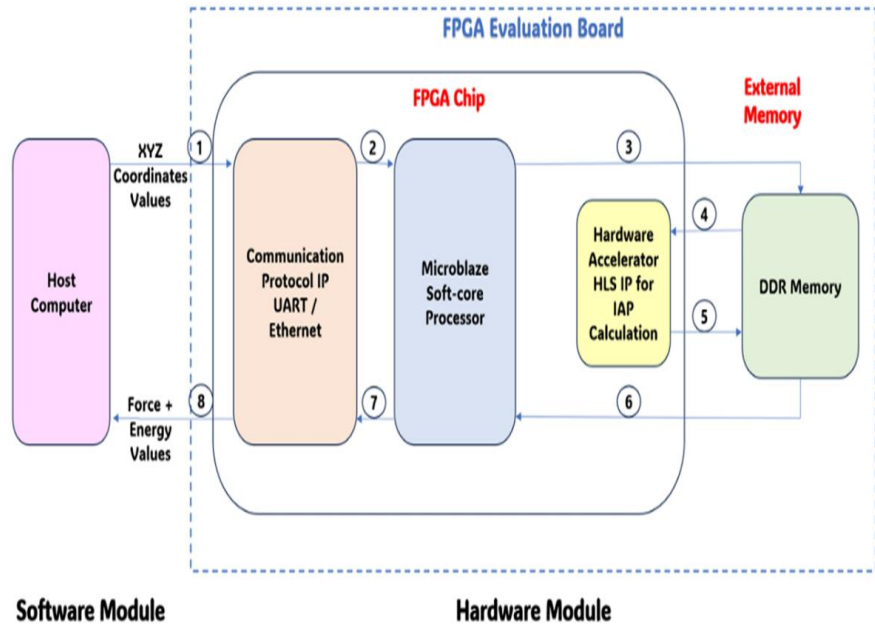 FPGA Evaluation Board
FPGA Chip
External
Memory
XYZ
Coordinates
Values
1
2
3
4
5
6
7
8
Host
Computer
Communication
Protocol IP
UART /
Ethernet
Microblaze
Soft-core
Processor
Hardware
Accelerator
HLS IP for
IAP
Calculation
DDR Memory
Force +
Energy
Values
Software Module
Hardware Module